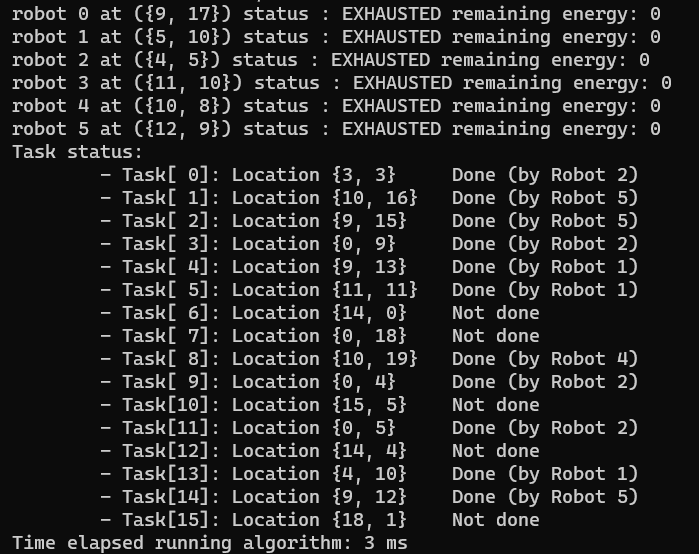 robot 0 at ({9, 17}) status : EXHAUSTED remaining energy: 0
robot 1 at ({5, 10}) status : EXHAUSTED remaining energy: 0
robot 2 at ({4, 5}) status : EXHAUSTED remaining energy: 0
robot 3 at ({11, 10}) status : EXHAUSTED remaining energy: 0
robot 4 at ({10, 8}) status : EXHAUSTED remaining energy: 0
robot 5 at ({12, 9}) status : EXHAUSTED remaining energy: 0
Task status:
        - Task[ 0]: Location {3, 3}     Done (by Robot 2)
        - Task[ 1]: Location {10, 16}   Done (by Robot 5)
        - Task[ 2]: Location {9, 15}    Done (by Robot 5)
        - Task[ 3]: Location {0, 9}     Done (by Robot 2)
        - Task[ 4]: Location {9, 13}    Done (by Robot 1)
        - Task[ 5]: Location {11, 11}   Done (by Robot 1)
        - Task[ 6]: Location {14, 0}    Not done
        - Task[ 7]: Location {0, 18}    Not done
        - Task[ 8]: Location {10, 19}   Done (by Robot 4)
        - Task[ 9]: Location {0, 4}     Done (by Robot 2)
        - Task[10]: Location {15, 5}    Not done
        - Task[11]: Location {0, 5}     Done (by Robot 2)
        - Task[12]: Location {14, 4}    Not done
        - Task[13]: Location {4, 10}    Done (by Robot 1)
        - Task[14]: Location {9, 12}    Done (by Robot 5)
        - Task[15]: Location {18, 1}    Not done
Time elapsed running algorithm: 3 ms